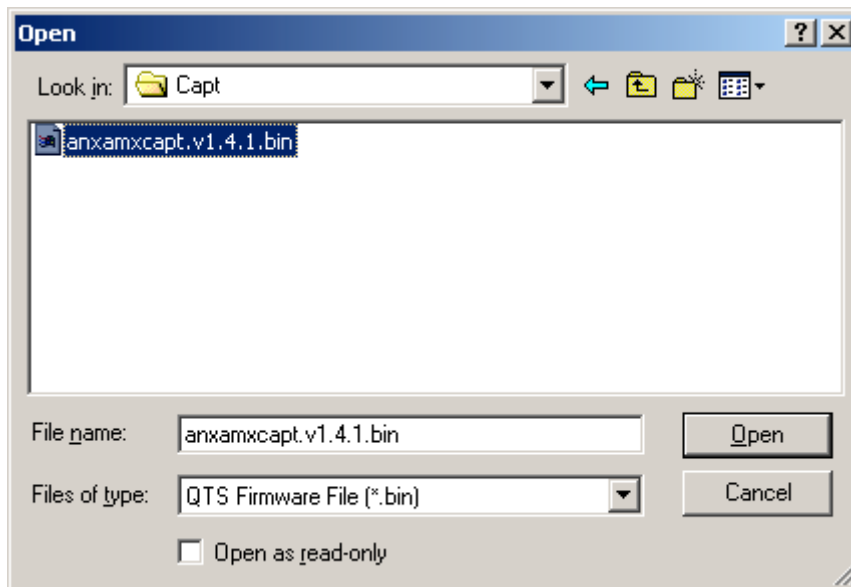 Open
Look in: Capt
anxamxcapt.v1.4.1.bin
File name: anxamxcapt.v1.4.1.bin Open
Files of type: QTS Firmware File (*.bin) Cancel
Open as read-only